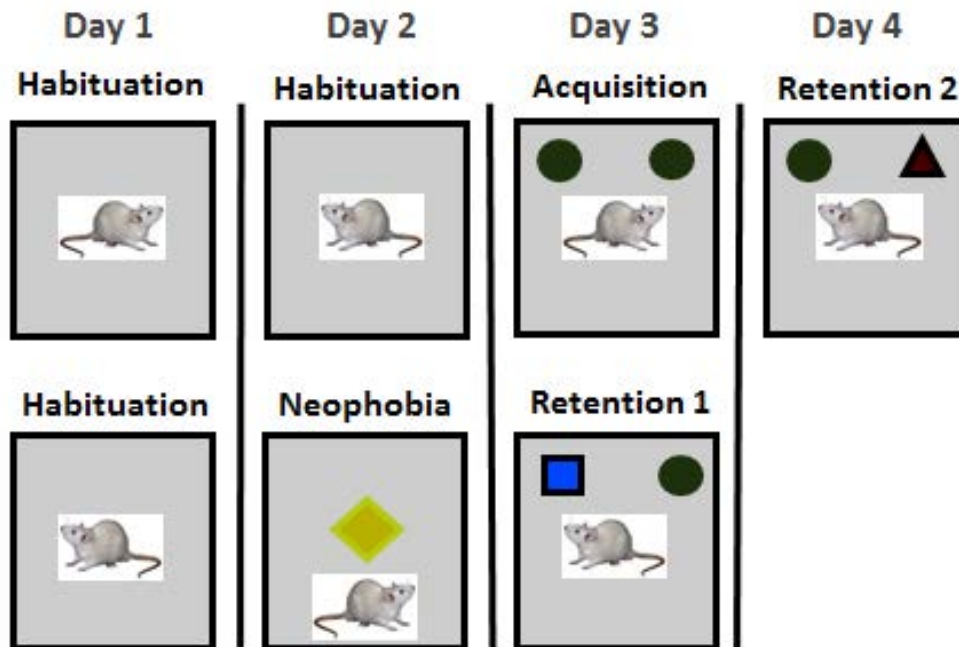 Day 1 Day 2 Day 3 Day 4
Habituation Habituation Acquisition Retention 2
Habituation Neophobia Retention 1